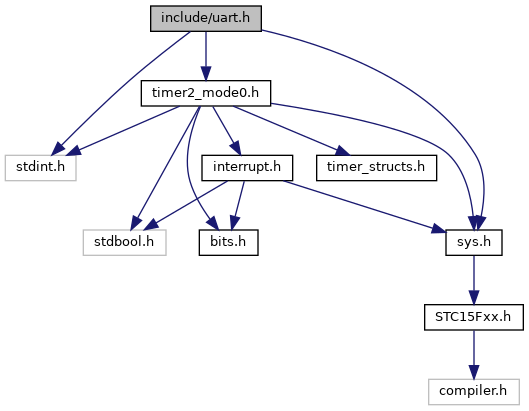 include/uart.h
timer2_mode0.h
stdint.h
interrupt.h
timer_structs.h
stdbool.h
bits.h
sys.h
STC15Fxx.h
compiler.h